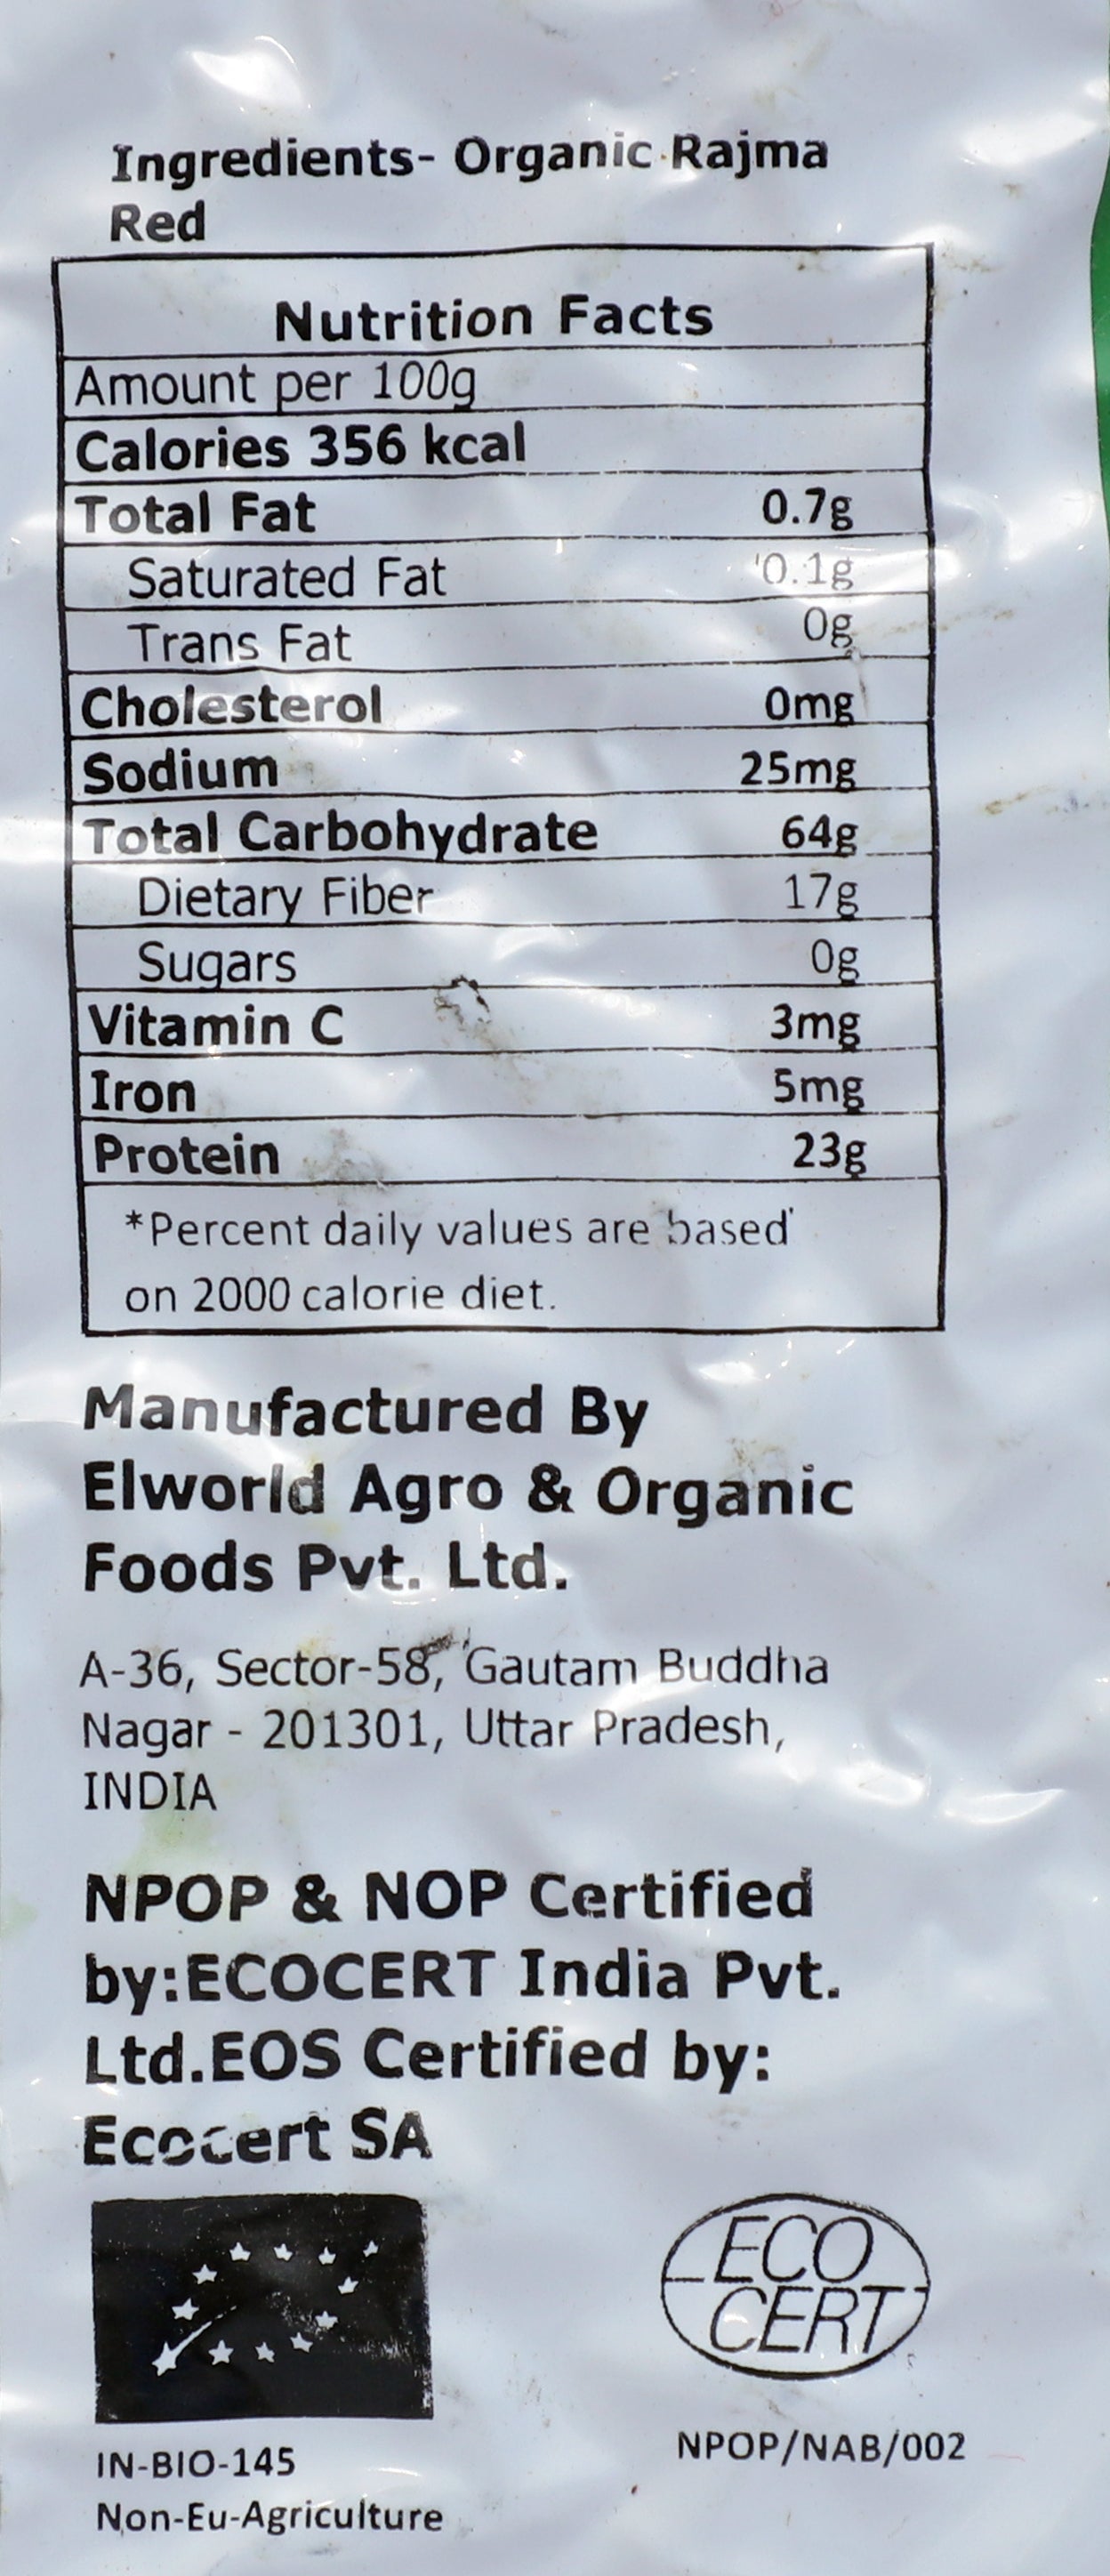 Ingredients- Organic Rajma
Red
Nutrition Facts
Amount per 100g
Calories 356 kcal
Total Fat 0.7g
Saturated Fat 0.1g
Trans Fat 0g
Cholesterol 0mg
Sodium 25mg
Total Carbohydrate 64g
Dietary Fiber 17g
Sugars 0g
Vitamin C 3mg
Iron 5mg
Protein 23g
*Percent daily values are based
on 2000 calorie diet.
Manufactured By
Elworld Agro & Organic
Foods Pvt. Ltd.
A-36, Sector-58, Gautam Buddha
Nagar - 201301, Uttar Pradesh,
INDIA
NPOP & NOP Certified
by:ECOCERT India Pvt.
Ltd.EOS Certified by:
Ecocert SA
ECO
CERT
IN-BIO-145
NPOP/NAB/002
Non-Eu-Agriculture